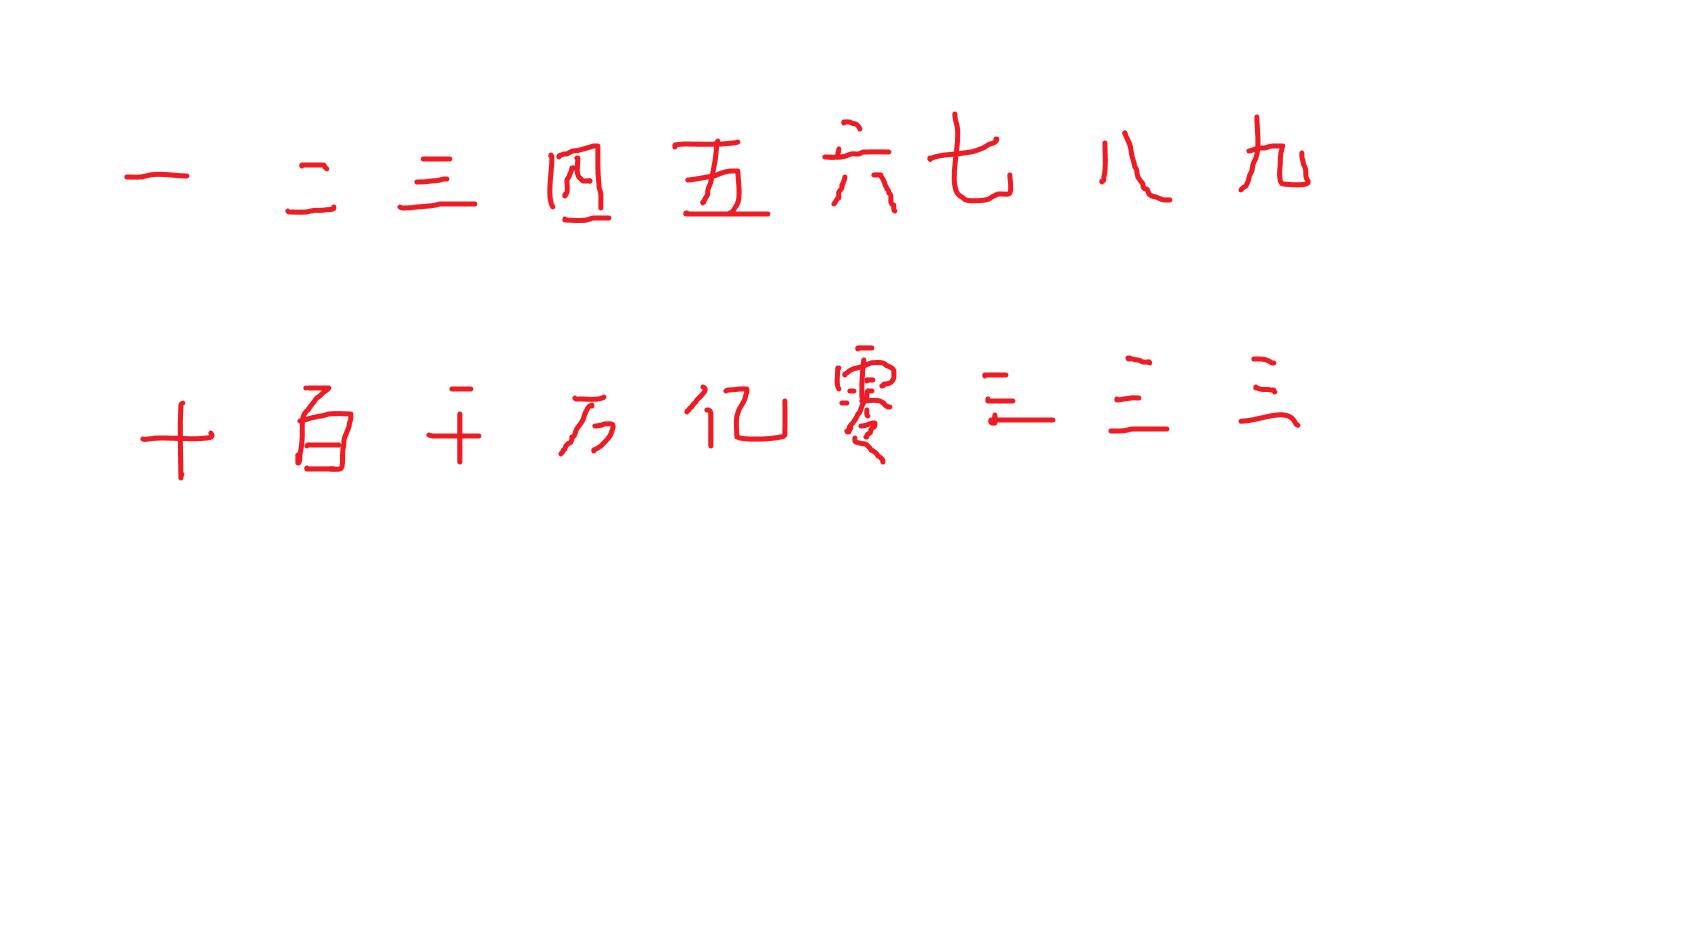 一 二 三 四 五 六 七 八 九
十 百 千 万 亿 零 三 三 三